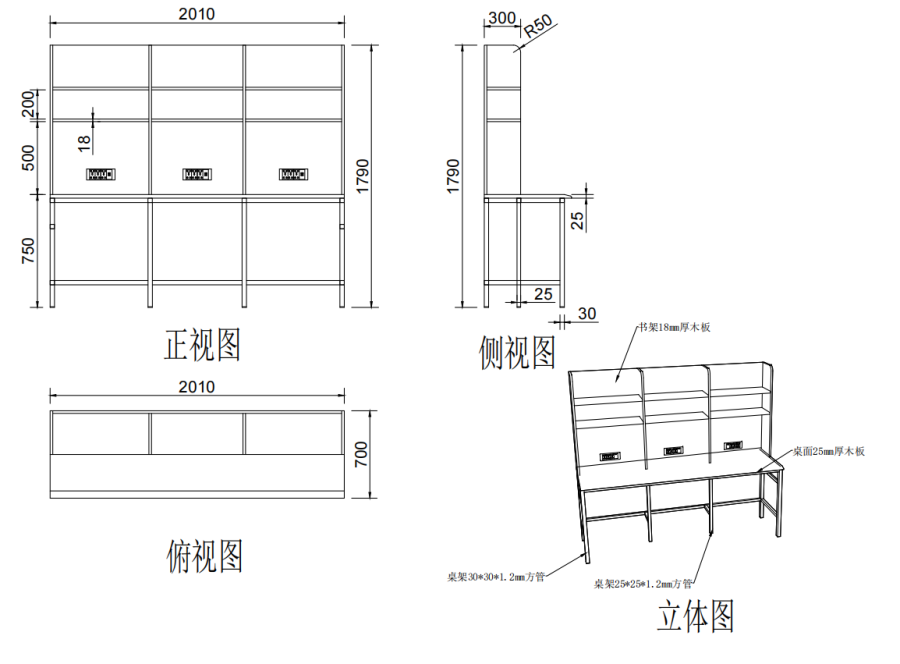 2010
300
R50
200
18
500
1790
750
1790
25
25
30
正视图
侧视图
书架18mm厚木板
2010
700
桌面25mm厚木板
俯视图
桌架30*30*1.2mm方管
桌架25*25*1.2mm方管
立体图